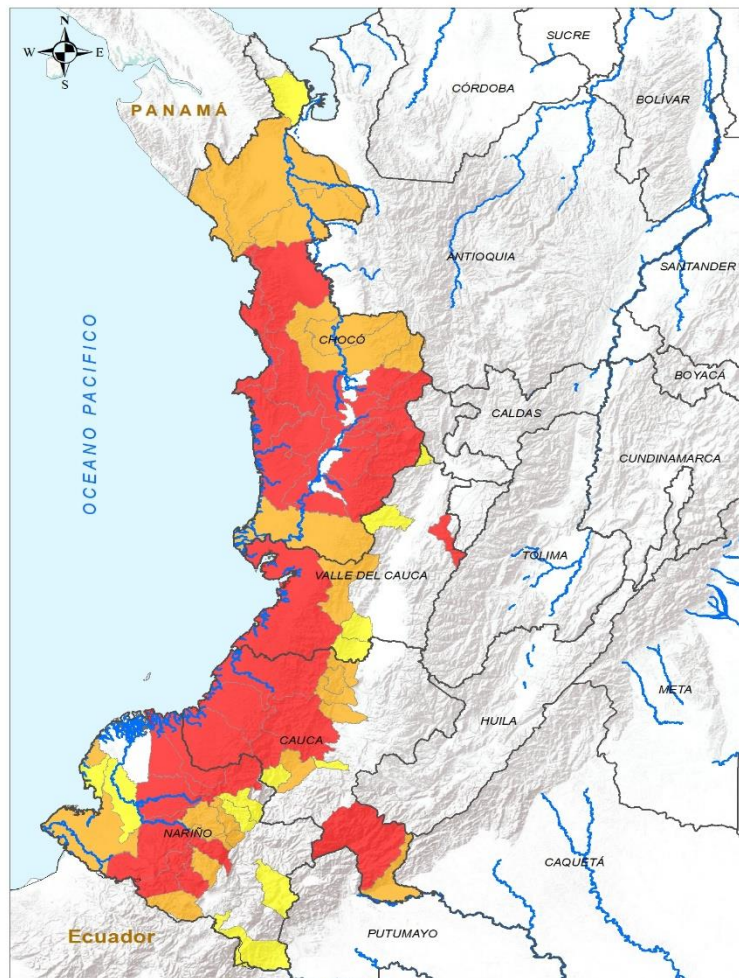 N
W E
S
SUCRE
CÓRDOBA
BOLÍVAR
PANAMÁ
ANTIOQUIA
SANTANDER
OCEANO PACIFICO
CHOCÓ
BOYACÁ
CALDAS
CUNDINAMARCA
TOLIMA
VALLE DEL CAUCA
META
HUILA
CAUCA
NARIÑO
CAQUETÁ
Ecuador
PUTUMAYO